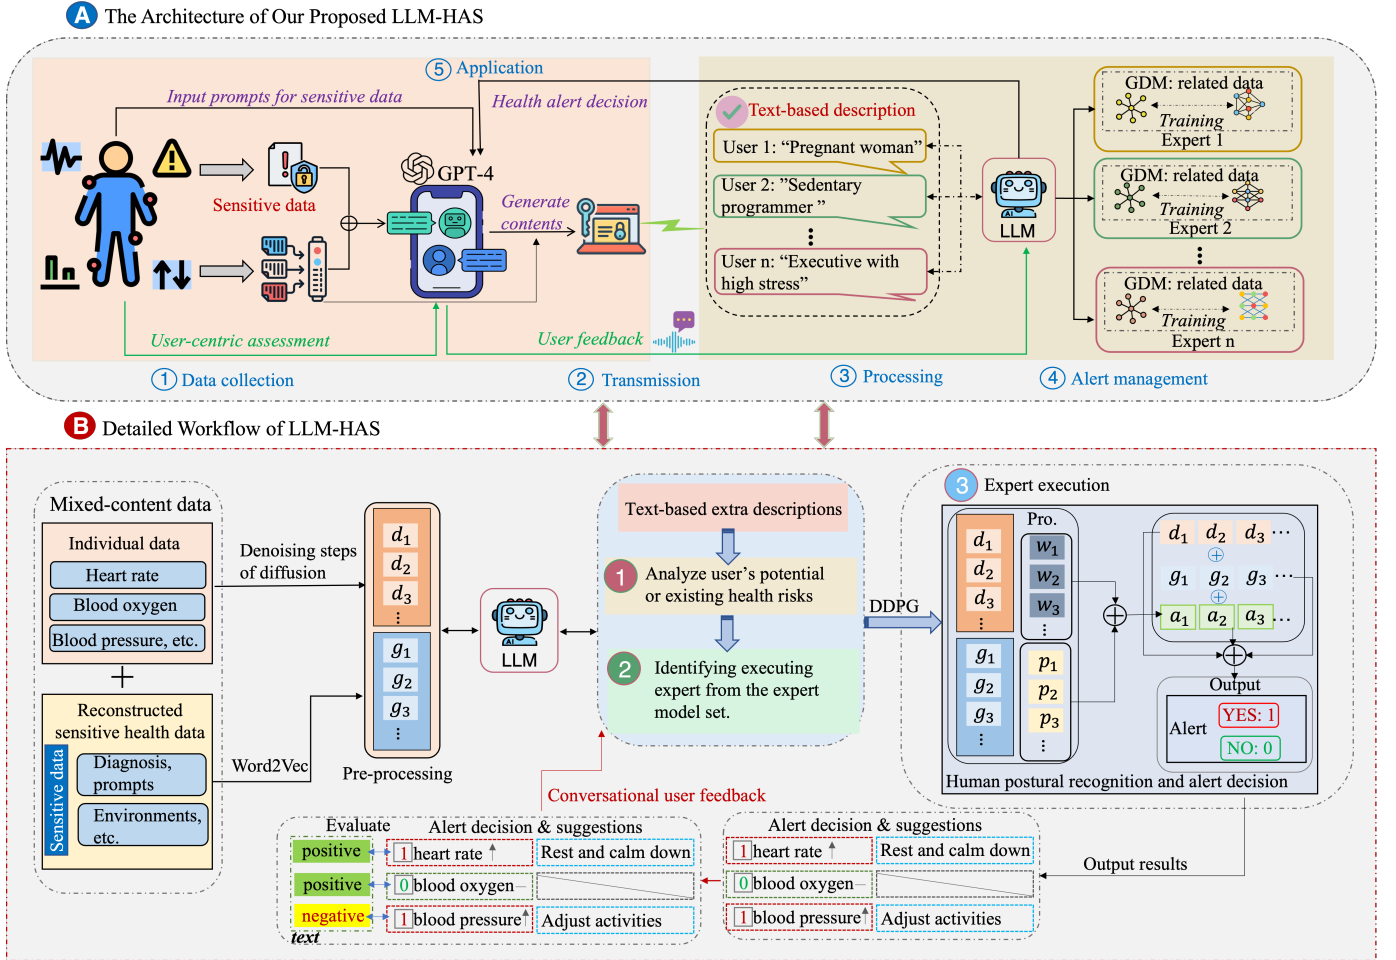 A The Architecture of Our Proposed LLM-HAS
5 Application
Input prompts for sensitive data
Health alert decision
GPT-4
Sensitive data
Generate
contents
User-centric assessment
User feedback
1 Data collection
2 Transmission
3 Processing
4 Alert management
Text-based description
User 1: “Pregnant woman”
User 2: ”Sedentary
programmer ”
User n: “Executive with
high stress”
AI
LLM
GDM: related data
Training
Expert 1
GDM: related data
Training
Expert 2
GDM: related data
Training
Expert n
B Detailed Workflow of LLM-HAS
Mixed-content data
Individual data
Heart rate
Blood oxygen
Blood pressure, etc.
+
Reconstructed
sensitive health data
Sensitive data
Diagnosis,
prompts
Environments,
etc.
Denoising steps
of diffusion
Word2Vec
d1
d2
d3
⋮
g1
g2
g3
⋮
Pre-processing
AI
LLM
Text-based extra descriptions
1 Analyze user’s potential
or existing health risks
2 Identifying executing
expert from the expert
model set.
DDPG
3 Expert execution
Pro.
d1
d2
d3
⋮
g1
g2
g3
⋮
w1
w2
w3
⋮
p1
p2
p3
⋮
d1 d2 d3 ⋯
g1 g2 g3 ⋯
a1 a2 a3 ⋯
Output
Alert
YES: 1
NO: 0
Human postural recognition and alert decision
Output results
Conversational user feedback
Evaluate
Alert decision & suggestions
positive 1 heart rate ↑ Rest and calm down
positive 0 blood oxygen –
negative 1 blood pressure ↑ Adjust activities
text
Alert decision & suggestions
1 heart rate ↑ Rest and calm down
0 blood oxygen –
1 blood pressure ↑ Adjust activities